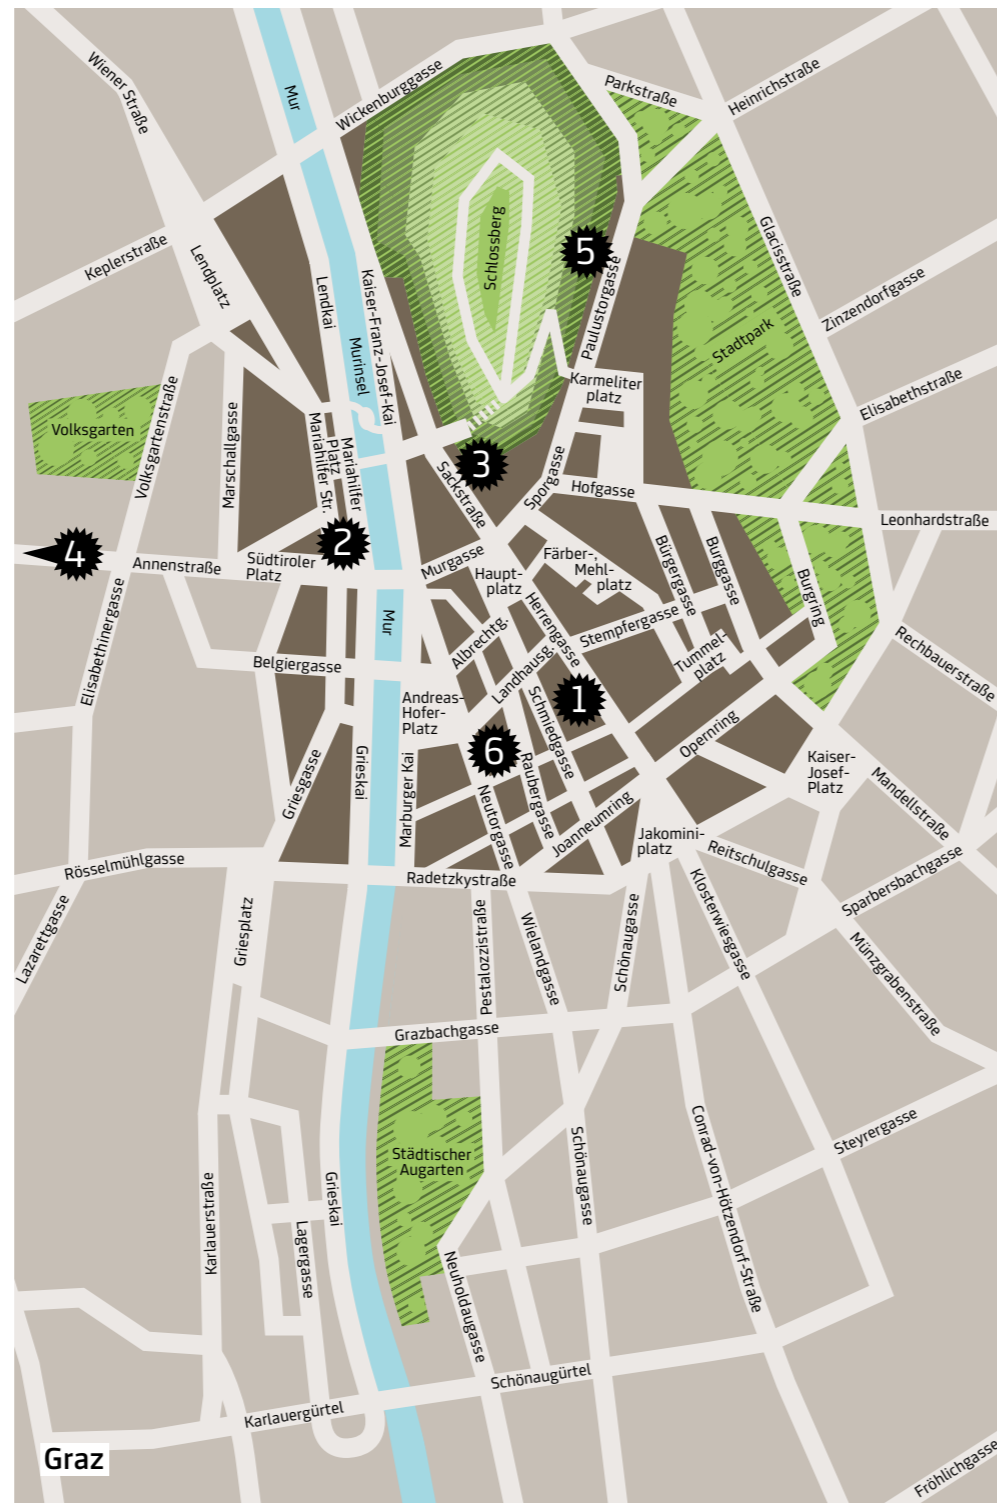 Wiener Straße
Mur
Wickenburggasse
Parkstraße
Heinrichstraße
Keplerstraße
Lendplatz
Lendkai
Kaiser-Franz-Josef-Kai
Murinsel
Schlossberg
5
Paulustorgasse
Glacisstraße
Stadtpark
Zinzendorfgasse
Elisabethstraße
Karmeliter
platz
Volksgarten
Volksgartenstraße
Marschallgasse
Mariahilfer Str.
Mariahilfer
Platz
3
Sackstraße
Sporgasse
Hofgasse
Leonhardstraße
4
Annenstraße
Südtiroler
Platz
2
Murgasse
Haupt-
platz
Färber-,
Mehl-
platz
Bürgergasse
Burggasse
Burgring
Elisabethinergasse
Mur
Albrechtg.
Herrengasse
Stempfergasse
Tummel-
platz
Rechbauerstraße
Belgiergasse
Landhausg.
Andreas-
Hofer-
Platz
1
Schmiedgasse
6
Opernring
Kaiser-
Josef-
Platz
Mandellstraße
Griesgasse
Grieskai
Marburger Kai
Neutorgasse
Raubergasse
Joanneumring
Jakomini-
platz
Reitschulgasse
Sparbersbachgasse
Rösselmühlgasse
Radetzkystraße
Lazarettgasse
Griesplatz
Pestalozzistraße
Wielandgasse
Schönaugasse
Klosterwiesgasse
Münzgrabenstraße
Grazbachgasse
Städtischer
Augarten
Schönaugasse
Conrad-von-Hötzendorf-Straße
Steyrergasse
Karlauerstraße
Lagergasse
Grieskai
Neuholdaugasse
Schönaugürtel
Karlauergürtel
Graz
Fröhlichgasse